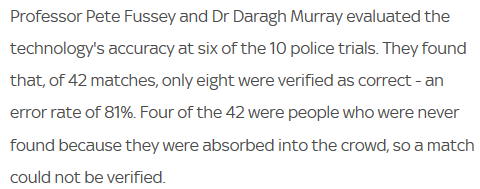 Professor Pete Fussey and Dr Daragh Murray evaluated the
technology's accuracy at six of the 10 police trials. They found
that, of 42 matches, only eight were verified as correct - an
error rate of 81%. Four of the 42 were people who were never
found because they were absorbed into the crowd, so a match
could not be verified.